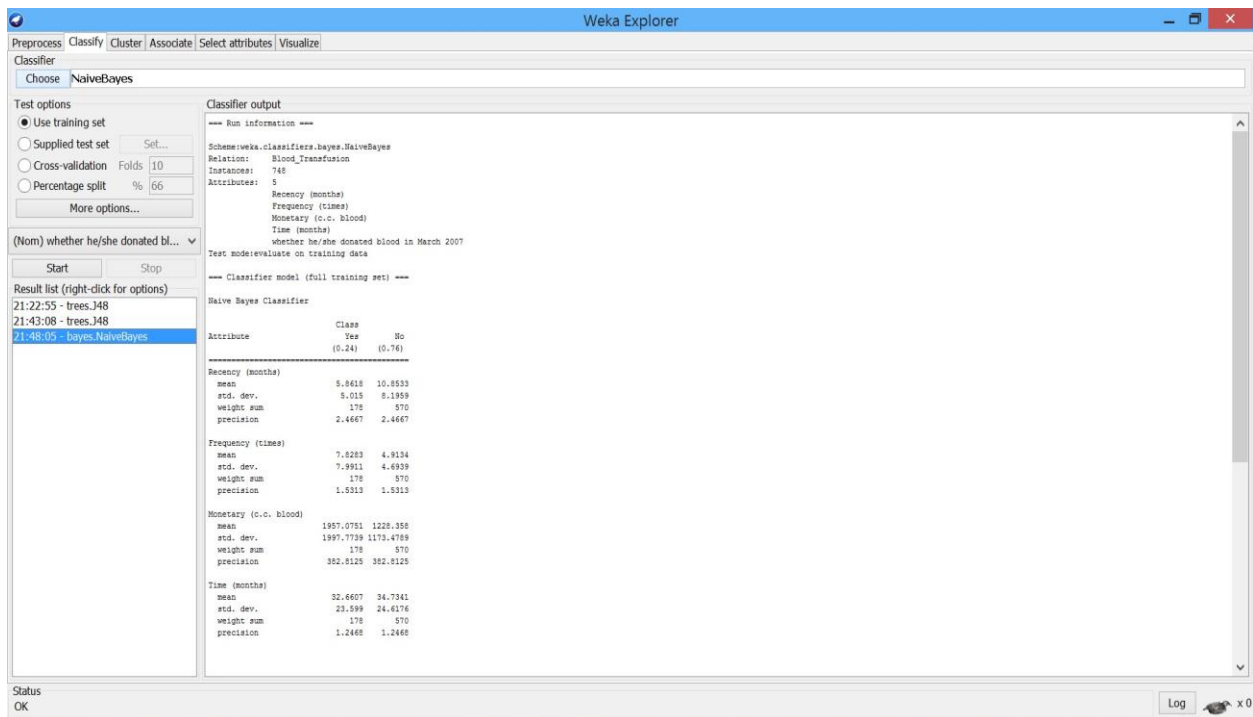 Weka Explorer
Preprocess Classify Cluster Associate Select attributes Visualize
Classifier
Choose NaiveBayes
Test options
Use training set
Supplied test set Set...
Cross-validation Folds 10
Percentage split % 66
More options...
(Nom) whether he/she donated bl...
Start Stop
Result list (right-click for options)
21:22:55 - trees.J48
21:43:08 - trees.J48
21:48:05 - bayes.NaiveBayes
Classifier output
=== Run information ===
Scheme:weka.classifiers.bayes.NaiveBayes
Relation: Blood_Transfusion
Instances: 748
Attributes: 5
Recency (months)
Frequency (times)
Monetary (c.c. blood)
Time (months)
whether he/she donated blood in March 2007
Test mode:evaluate on training data
=== Classifier model (full training set) ===
Naive Bayes Classifier
Class
Attribute Yes No
(0.24) (0.76)
===============================================
Recency (months)
mean 5.8618 10.8533
std. dev. 5.015 8.1959
weight sum 178 570
precision 2.4667 2.4667
Frequency (times)
mean 7.8283 4.9134
std. dev. 7.9911 4.6939
weight sum 178 570
precision 1.5313 1.5313
Monetary (c.c. blood)
mean 1957.0751 1228.358
std. dev. 1997.7739 1173.4789
weight sum 178 570
precision 382.8125 382.8125
Time (months)
mean 32.6607 34.7341
std. dev. 23.599 24.6176
weight sum 178 570
precision 1.2468 1.2468
Status
OK
Log x 0